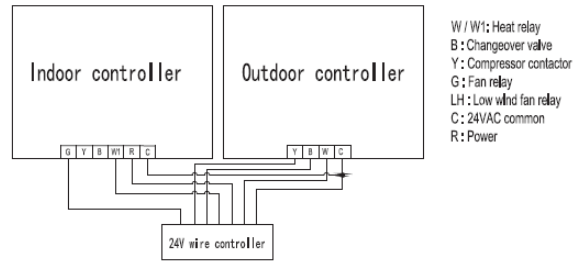 Indoor controller
Outdoor controller
G Y B W1 R C
Y B W C
24V wire controller
W / W1: Heat relay
B : Changeover valve
Y : Compressor contactor
G : Fan relay
LH : Low wind fan relay
C : 24VAC common
R : Power